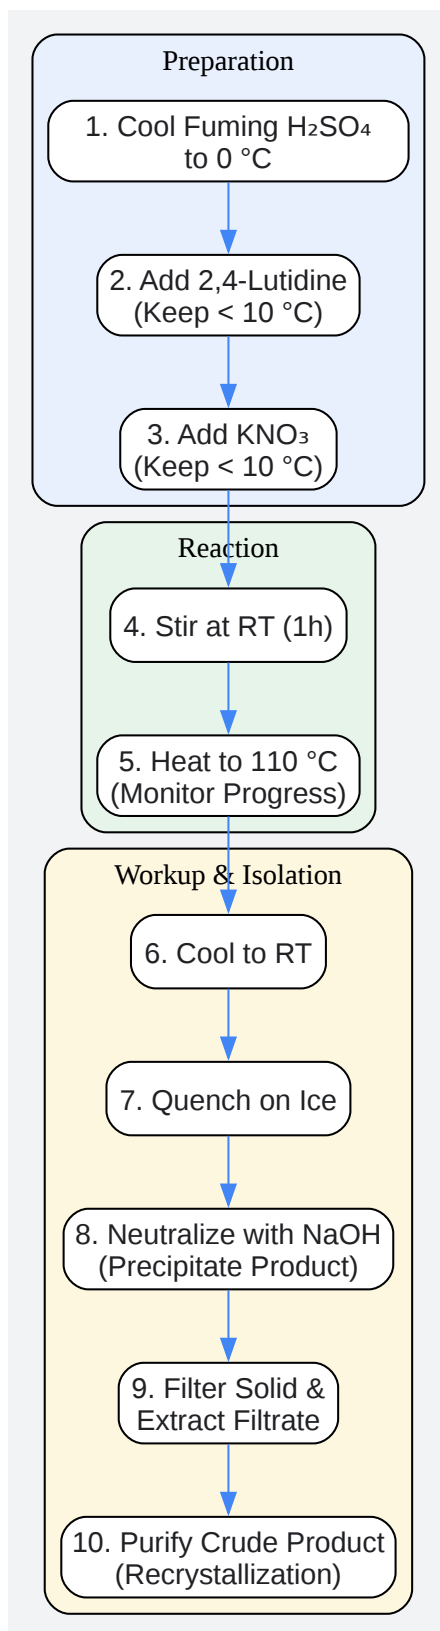 Preparation
1. Cool Fuming H₂SO₄
to 0 °C
2. Add 2,4-Lutidine
(Keep < 10 °C)
3. Add KNO₃
(Keep < 10 °C)
Reaction
4. Stir at RT (1h)
5. Heat to 110 °C
(Monitor Progress)
Workup & Isolation
6. Cool to RT
7. Quench on Ice
8. Neutralize with NaOH
(Precipitate Product)
9. Filter Solid &
Extract Filtrate
10. Purify Crude Product
(Recrystallization)